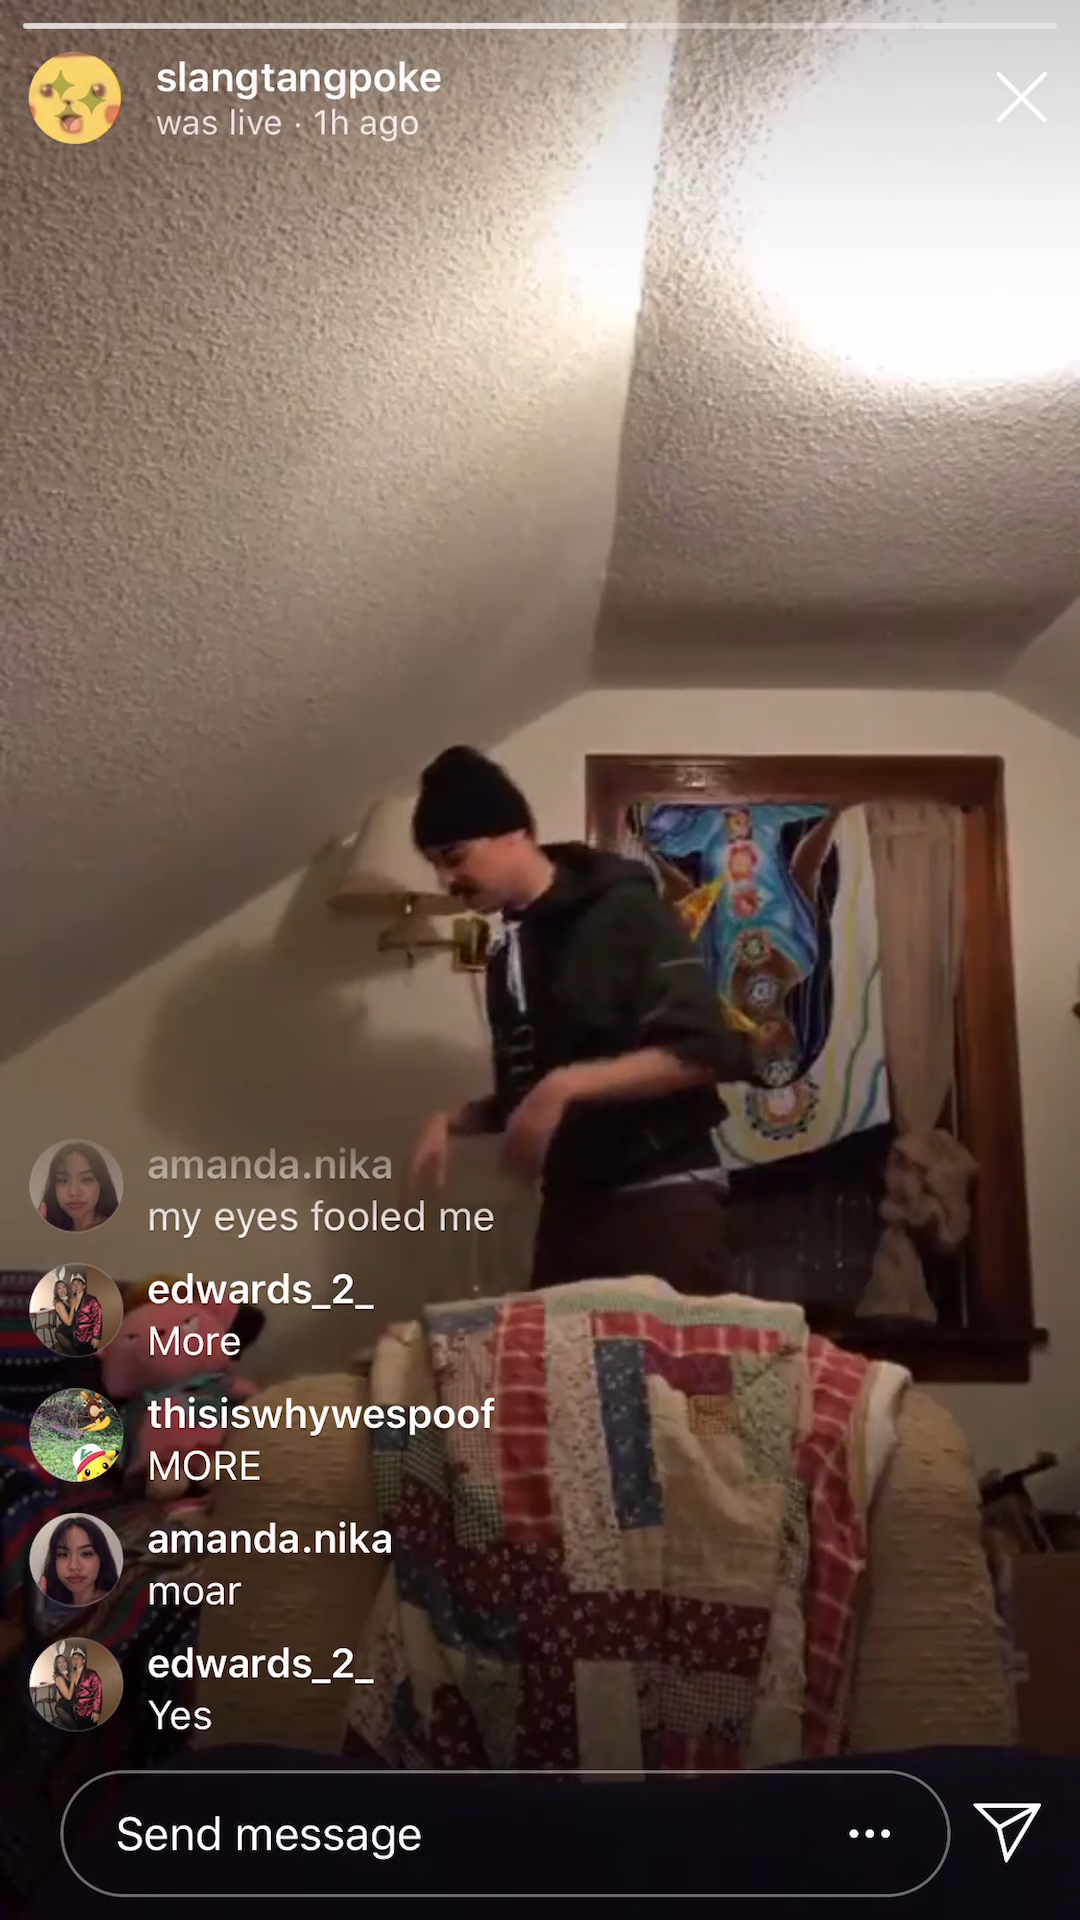 slangtangpoke
was live · 1h ago
amanda.nika
my eyes fooled me
edwards_2_
More
thisiswhywespoof
MORE
amanda.nika
moar
edwards_2_
Yes
Send message